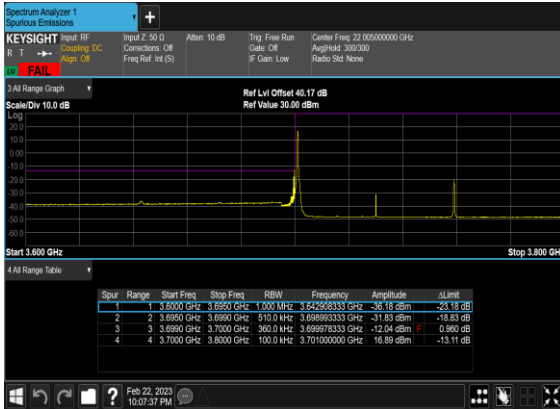 Spectrum Analyzer 1
Spurious Emissions
+
KEYSIGHT Input: RF Input Z: 50 Ω Atten: 10 dB Trig: Free Run Center Freq: 22.005000000 GHz
R T Coupling: DC Corrections: Off Gate: Off Avg|Hold: 300/300
Align: Off Freq Ref: Int (S) IF Gain: Low Radio Std: None
FAIL
3 All Range Graph
Ref Lvl Offset 40.17 dB
Scale/Div 10.0 dB Ref Value 30.00 dBm
Log
20.0
10.0
0.00
-10.0
-20.0
-30.0
-40.0
-50.0
-60.0
Start 3.600 GHz Stop 3.800 GH
4 All Range Table
Spur Range Start Freq Stop Freq RBW Frequency Amplitude ΔLimit
1 1 3.6000 GHz 3.6950 GHz 1.000 MHz 3.642908333 GHz -36.18 dBm -23.18 dB
2 2 3.6950 GHz 3.6990 GHz 510.0 kHz 3.698993333 GHz -31.83 dBm -18.83 dB
3 3 3.6990 GHz 3.7000 GHz 360.0 kHz 3.699978333 GHz -12.04 dBm F 0.960 dB
4 4 3.7000 GHz 3.8000 GHz 100.0 kHz 3.701000000 GHz 16.89 dBm -13.11 dB
? Feb 22, 2023
10:07:37 PM